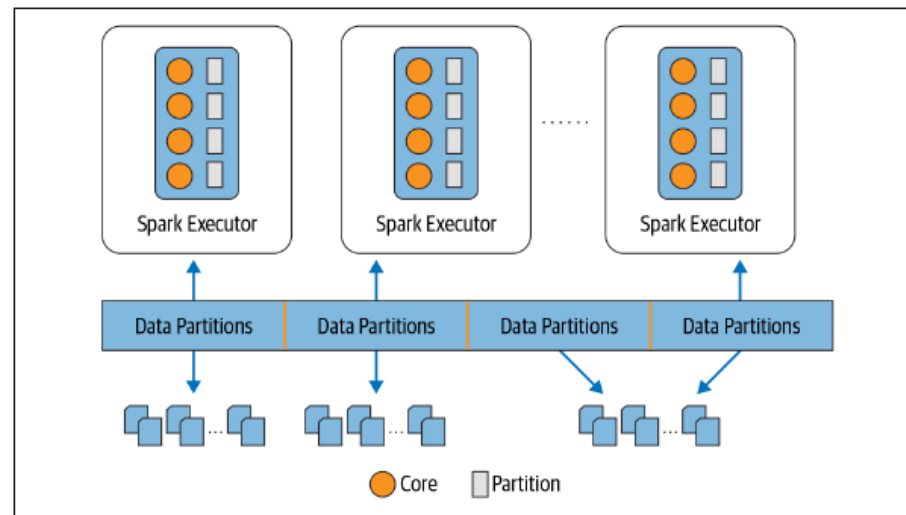 Spark Executor
Spark Executor
......
Spark Executor
Data Partitions
Data Partitions
Data Partitions
Data Partitions
...
...
...
Core
Partition